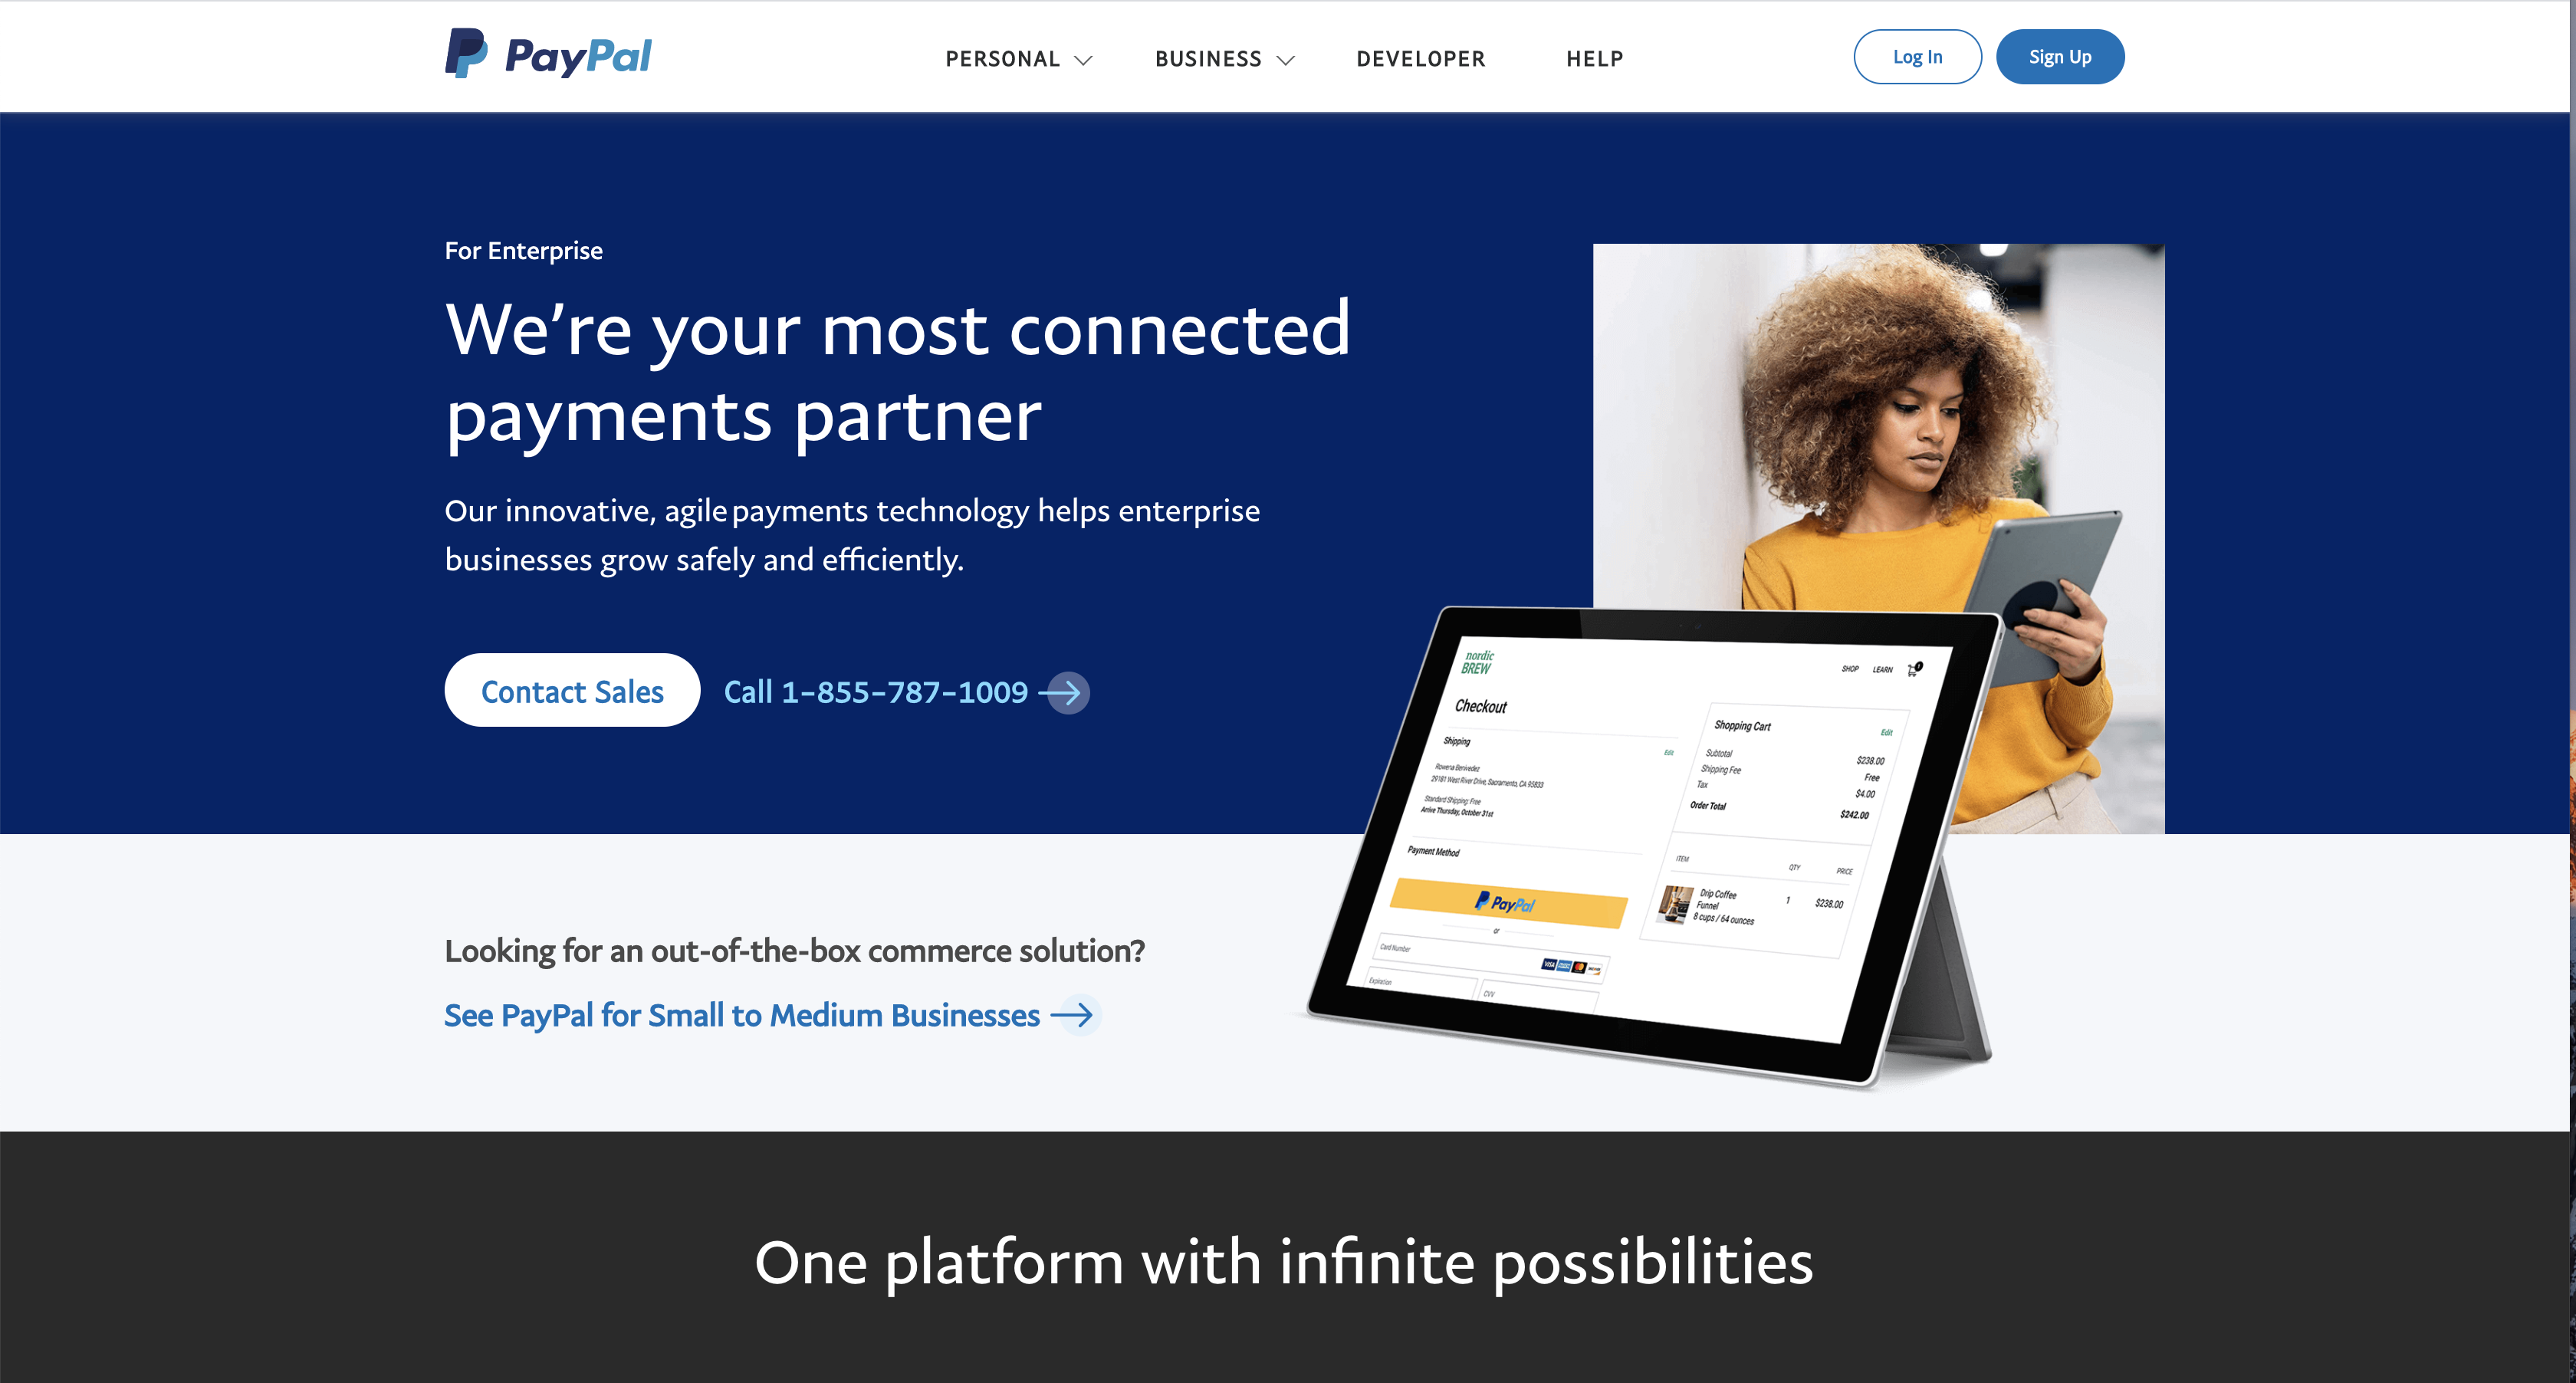 PayPal
PERSONAL
BUSINESS
DEVELOPER
HELP
Log In
Sign Up
For Enterprise
We're your most connected
payments partner
Our innovative, agile payments technology helps enterprise
businesses grow safely and efficiently.
Contact Sales
Call 1-855-787-1009
nordic
BREW
SHOP
LEARN
Checkout
Shipping
Edit
Rowena Benvedez
29181 West River Drive, Sacramento, CA 95833
Standard Shipping: Free
Arrive Thursday, October 31st
Payment Method
PayPal
or
Card Number
VISA
Expiration
CVV
Shopping Cart
Edit
Subtotal
$238.00
Shipping Fee
Free
Tax
$4.00
Order Total
$242.00
ITEM
QTY
PRICE
Drip Coffee
Funnel
8 cups / 64 ounces
1
$238.00
Looking for an out-of-the-box commerce solution?
See PayPal for Small to Medium Businesses
One platform with infinite possibilities